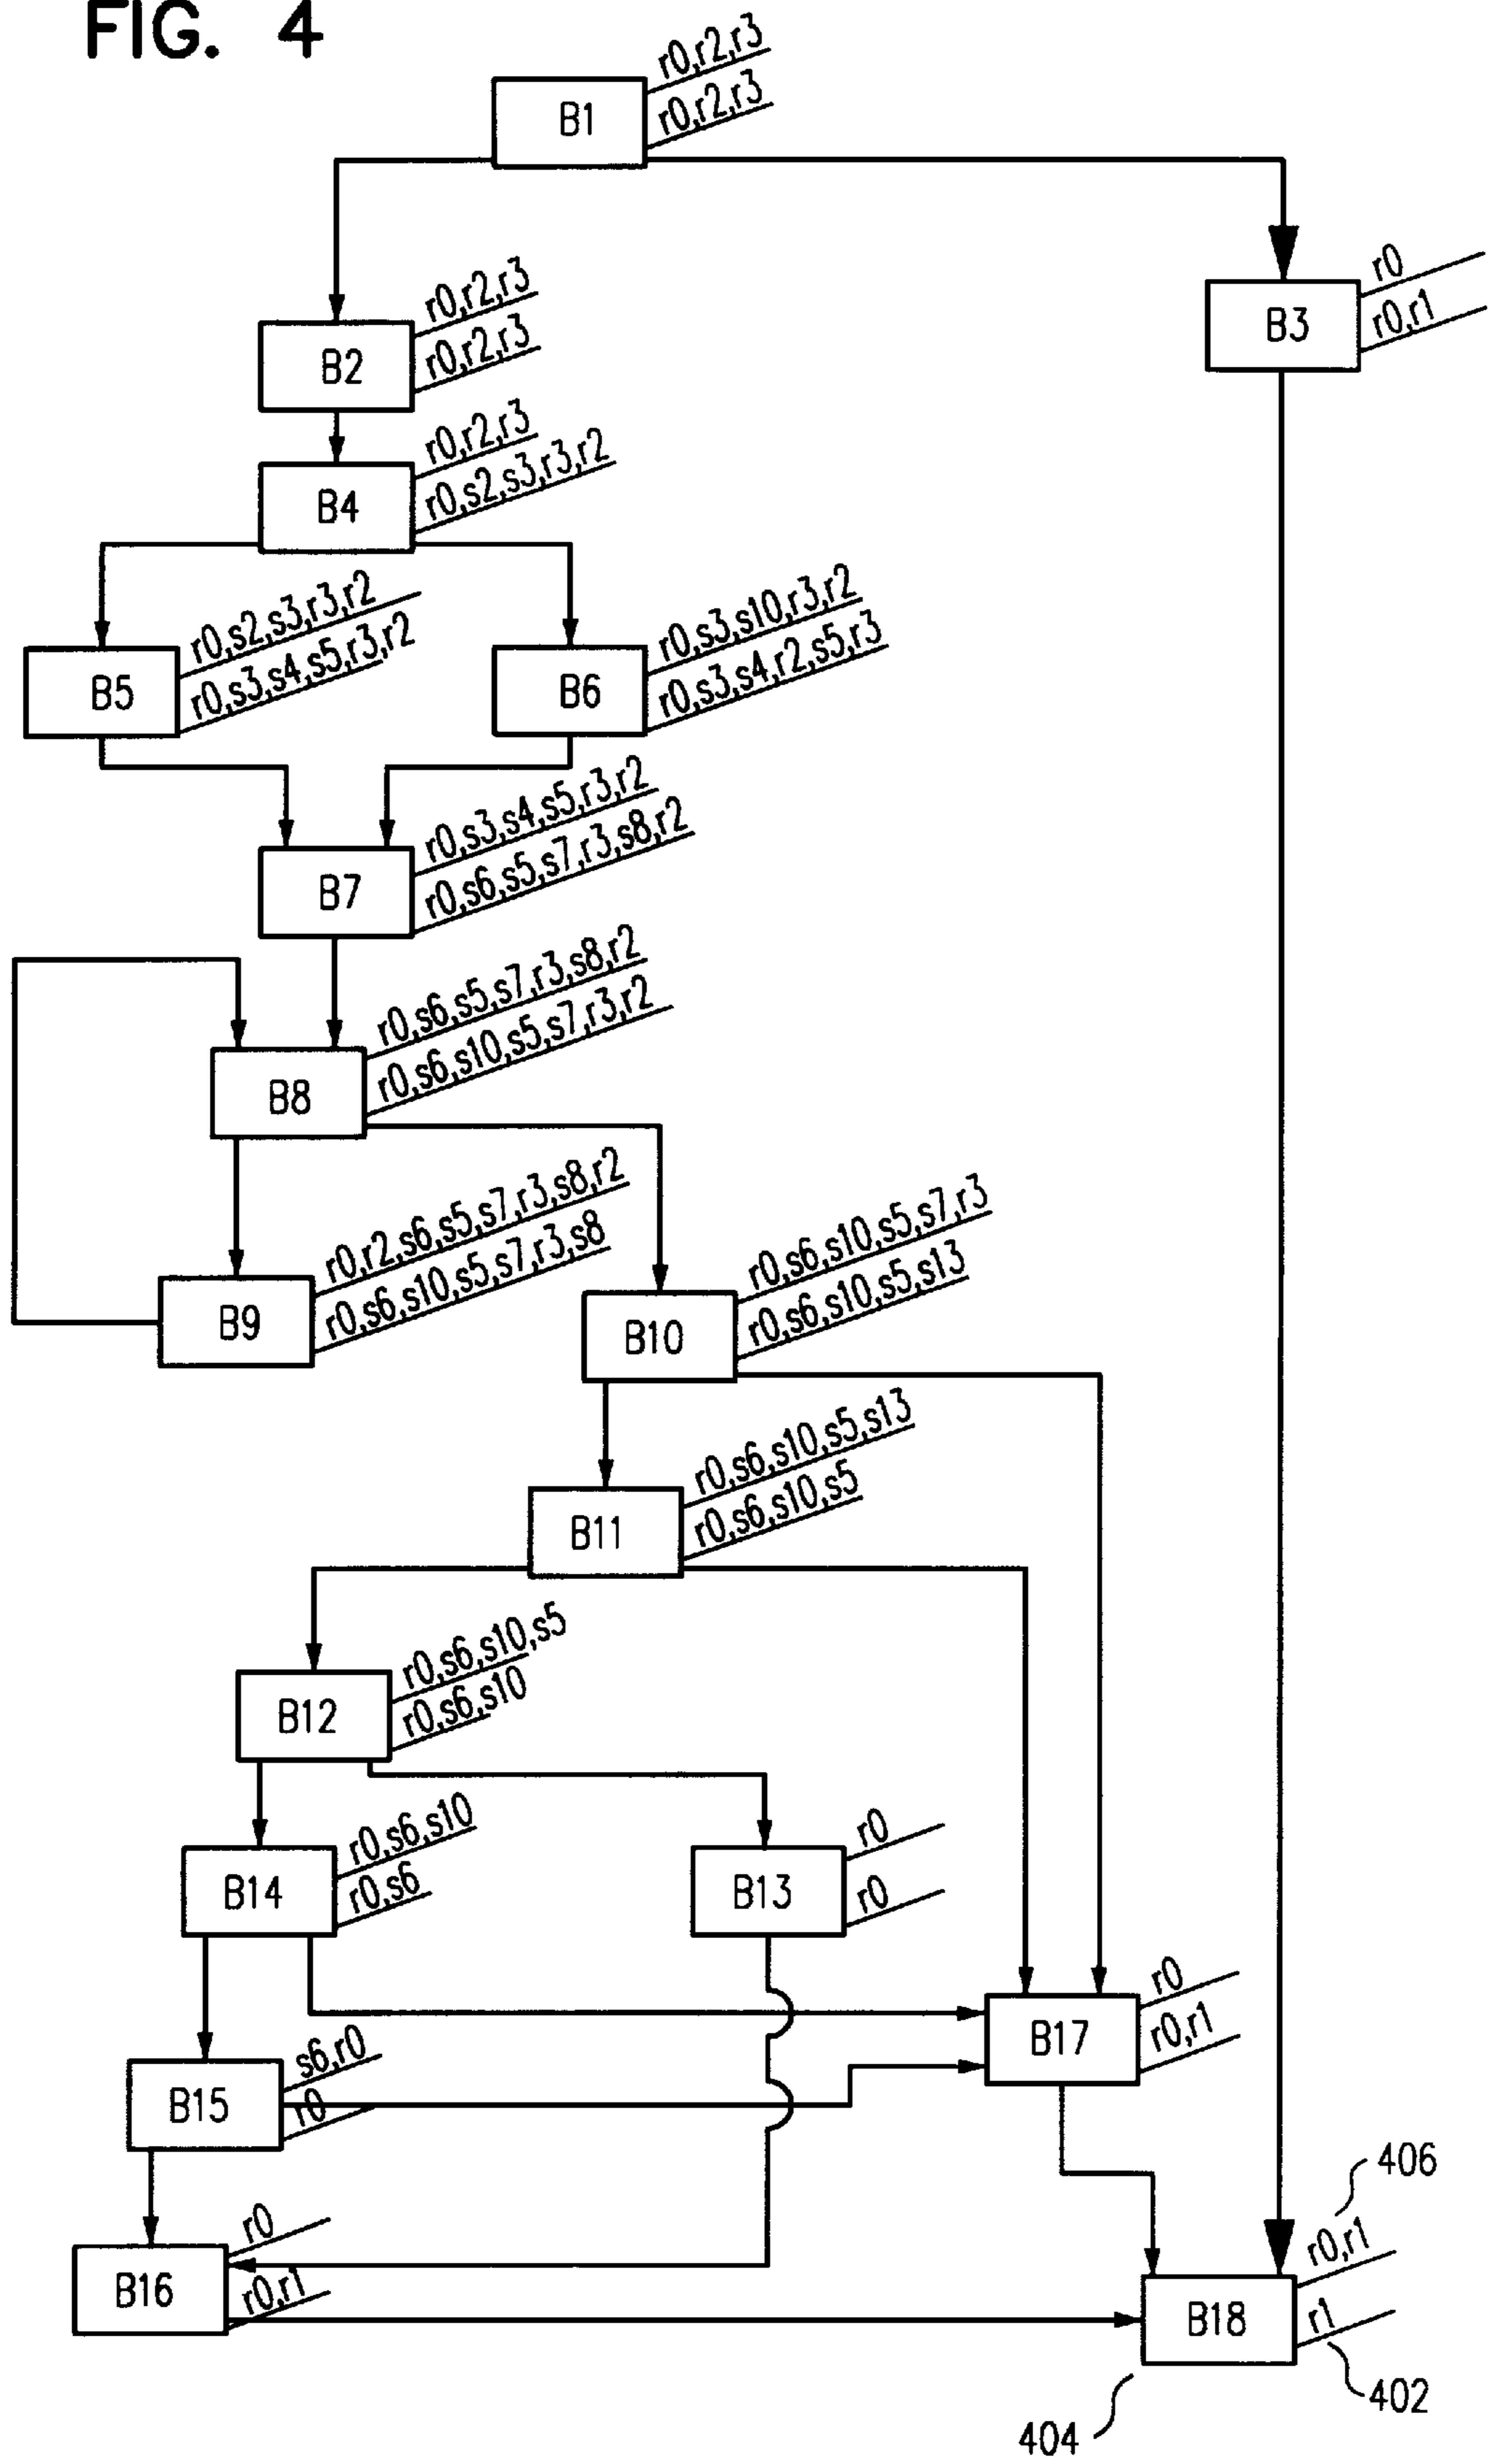 FIG. 4
r0,r2,r3
B1
r0,r2,r3
r0
B3
r0,r1
r0,r2,r3
B2
r0,r2,r3
r0,r2,r3
B4
r0,s2,s3,r3,r2
r0,s2,s3,r3,r2
B5
r0,s3,s4,s5,r3,r2
r0,s3,s10,r3,r2
B6
r0,s3,s4,r2,s5,r3
r0,s3,s4,s5,r3,r2
B7
r0,s6,s5,s7,r3,s8,r2
r0,s6,s5,s7,r3,s8,r2
B8
r0,s6,s10,s5,s7,r3,r2
r0,r2,s6,s5,s7,r3,s8,r2
B9
r0,s6,s10,s5,s7,r3,s8
r0,s6,s10,s5,s7,r3
B10
r0,s6,s10,s5,s13
r0,s6,s10,s5,s13
B11
r0,s6,s10,s5
r0,s6,s10,s5
B12
r0,s6,s10
r0,s6,s10
B14
r0,s6
r0
B13
r0
r0
B17
r0,r1
s6,r0
B15
r0
r0
B16
r0,r1
406
r0,r1
B18
r1
402
404